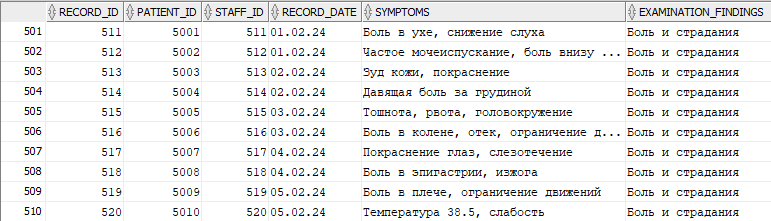 RECORD_ID PATIENT_ID STAFF_ID RECORD_DATE SYMPTOMS EXAMINATION_FINDINGS
501 511 5001 511 01.02.24 Боль в ухе, снижение слуха Боль и страдания
502 512 5002 512 01.02.24 Частое мочеиспускание, боль внизу ... Боль и страдания
503 513 5003 513 02.02.24 Зуд кожи, покраснение Боль и страдания
504 514 5004 514 02.02.24 Давящая боль за грудиной Боль и страдания
505 515 5005 515 03.02.24 Тошнота, рвота, головокружение Боль и страдания
506 516 5006 516 03.02.24 Боль в колене, отек, ограничение д... Боль и страдания
507 517 5007 517 04.02.24 Покраснение глаз, слезотечение Боль и страдания
508 518 5008 518 04.02.24 Боль в эпигастрии, изжога Боль и страдания
509 519 5009 519 05.02.24 Боль в плече, ограничение движений Боль и страдания
510 520 5010 520 05.02.24 Температура 38.5, слабость Боль и страдания